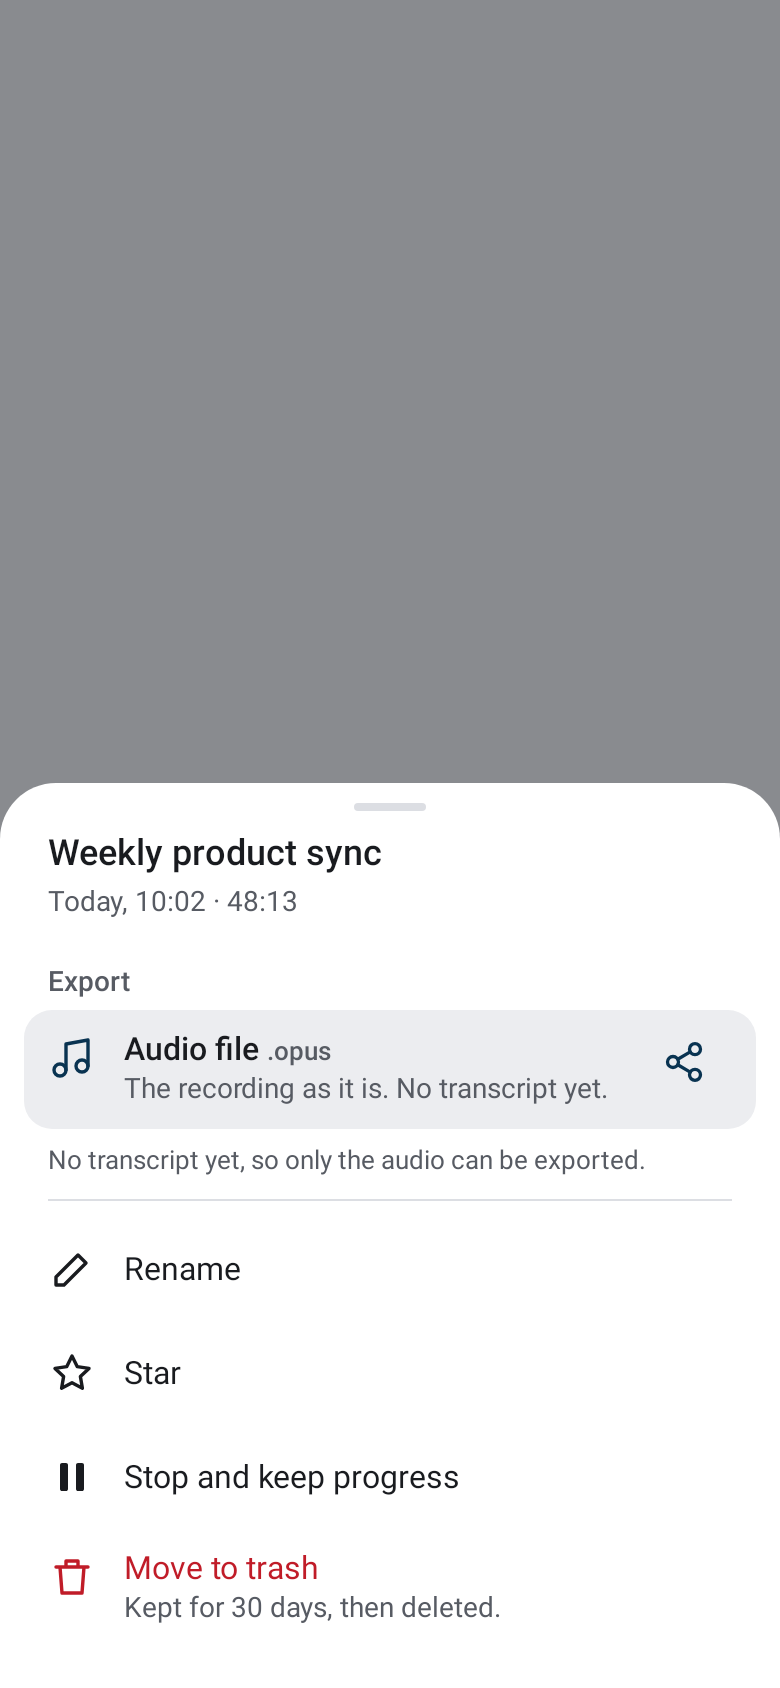 Weekly product sync
Today, 10:02 · 48:13
Export
Audio file .opus
The recording as it is. No transcript yet.
No transcript yet, so only the audio can be exported.
Rename
Star
Stop and keep progress
Move to trash
Kept for 30 days, then deleted.